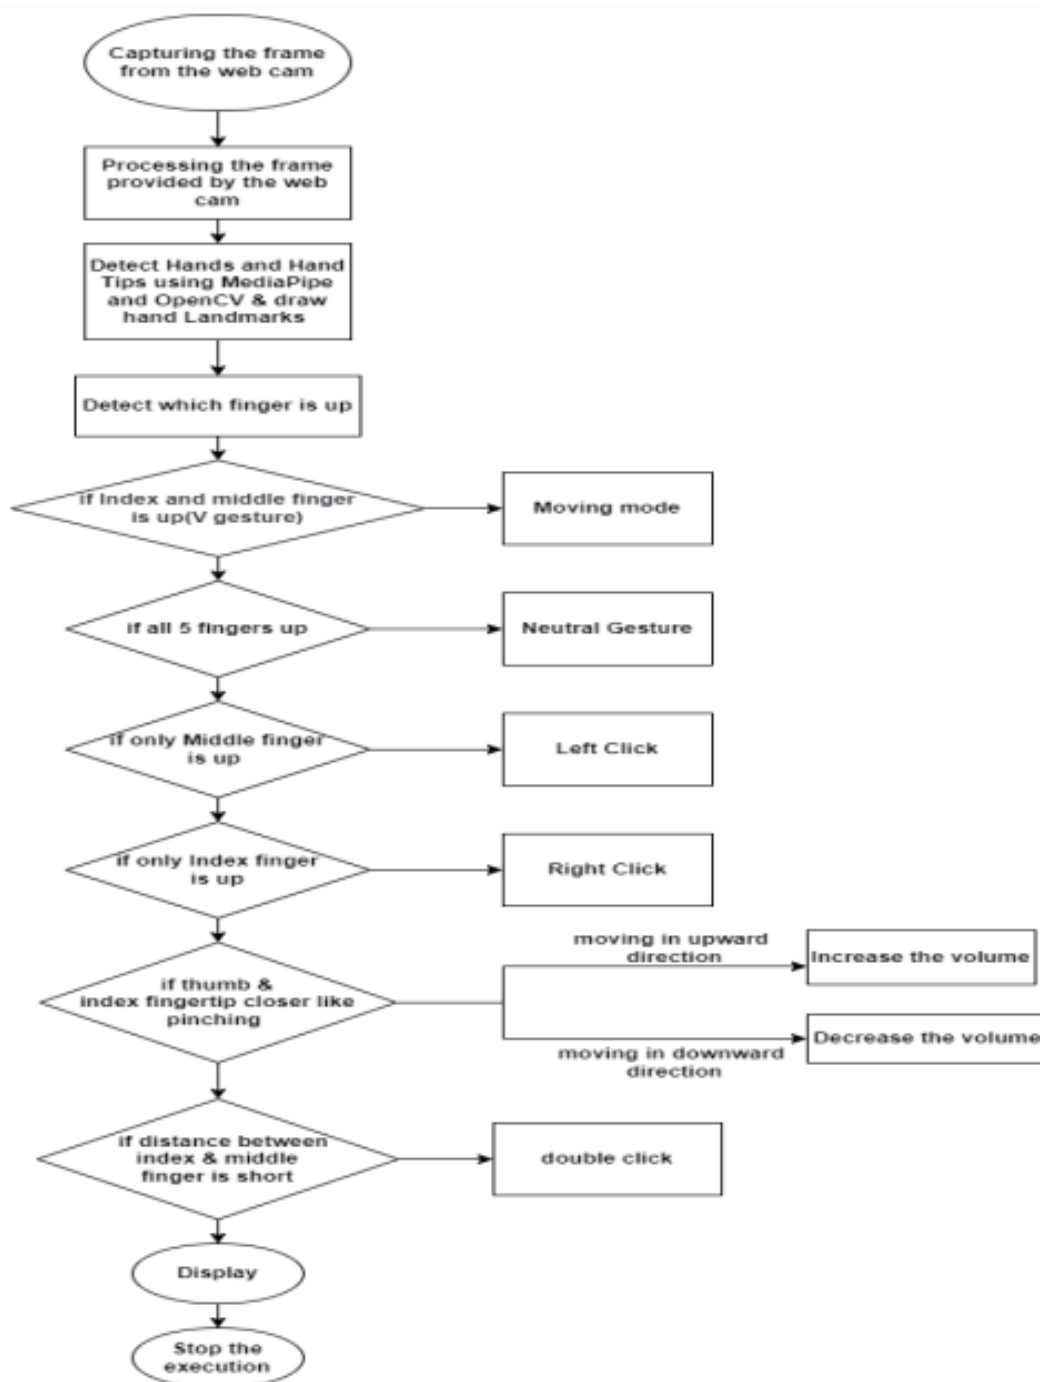 Capturing the frame
from the web cam
Processing the frame
provided by the web
cam
Detect Hands and Hand
Tips using MediaPipe
and OpenCV & draw
hand Landmarks
Detect which finger is up
if Index and middle finger
is up(V gesture)
Moving mode
if all 5 fingers up
Neutral Gesture
if only Middle finger
is up
Left Click
if only Index finger
is up
Right Click
if thumb &
index fingertip closer like
pinching
moving in upward
direction
Increase the volume
moving in downward
direction
Decrease the volume
if distance between
index & middle
finger is short
double click
Display
Stop the
execution